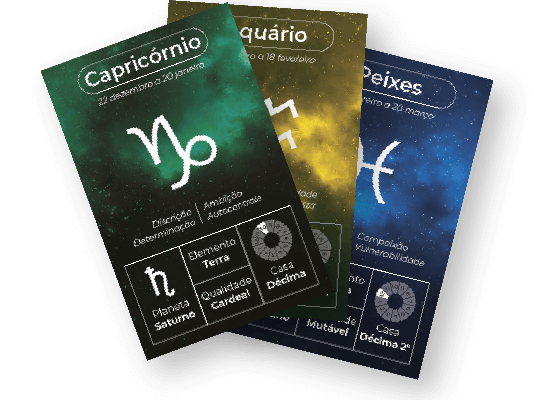 Capricórnio
22 dezembro a 20 janeiro
Discrição
Determinação
Ambição
Autocontrole
Planeta
Saturno
Elemento
Terra
Qualidade
Cardeal
Casa
Décima
quário
a 18 fevereiro
Peixes
a 20 março
Compaixão
Vulnerabilidade
Mutável
Casa
Décima 2ª